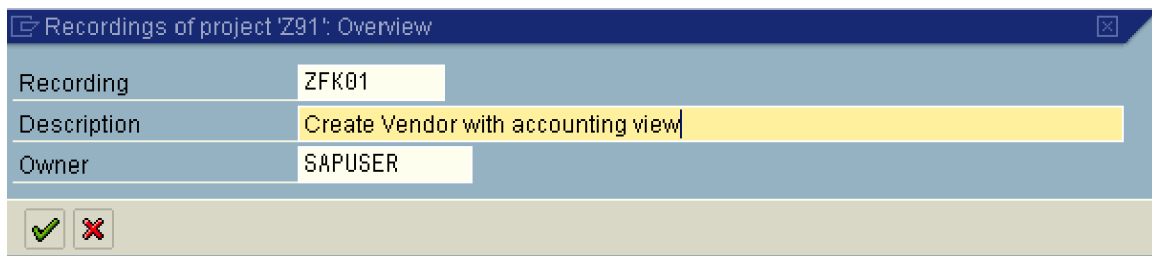 Recordings of project 'Z91': Overview
Recording ZFK01
Description Create Vendor with accounting view
Owner SAPUSER